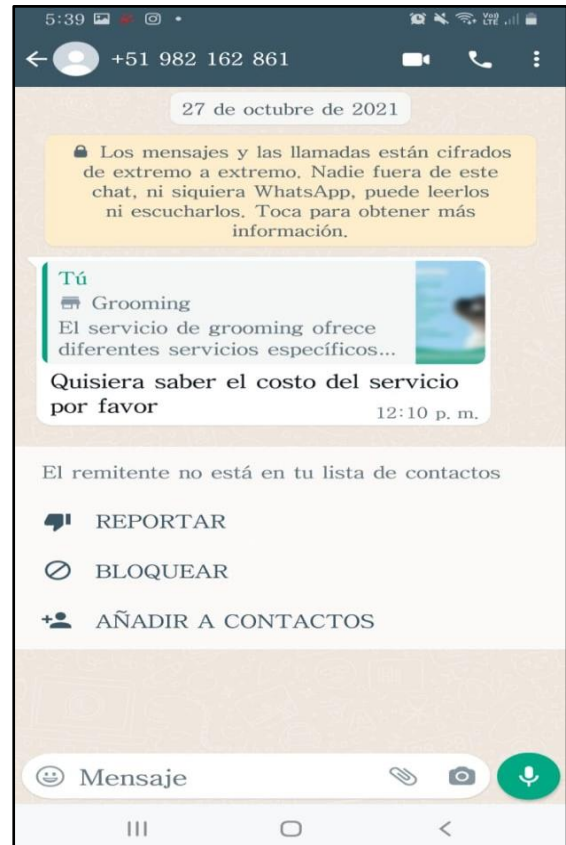 5:39
Vo)) LTE
+51 982 162 861
27 de octubre de 2021
Los mensajes y las llamadas están cifrados
de extremo a extremo. Nadie fuera de este
chat, ni siquiera WhatsApp, puede leerlos
ni escucharlos. Toca para obtener más
información.
Tú
Grooming
El servicio de grooming ofrece
diferentes servicios específicos...
Quisiera saber el costo del servicio
por favor
12:10 p. m.
El remitente no está en tu lista de contactos
REPORTAR
BLOQUEAR
AÑADIR A CONTACTOS
Mensaje